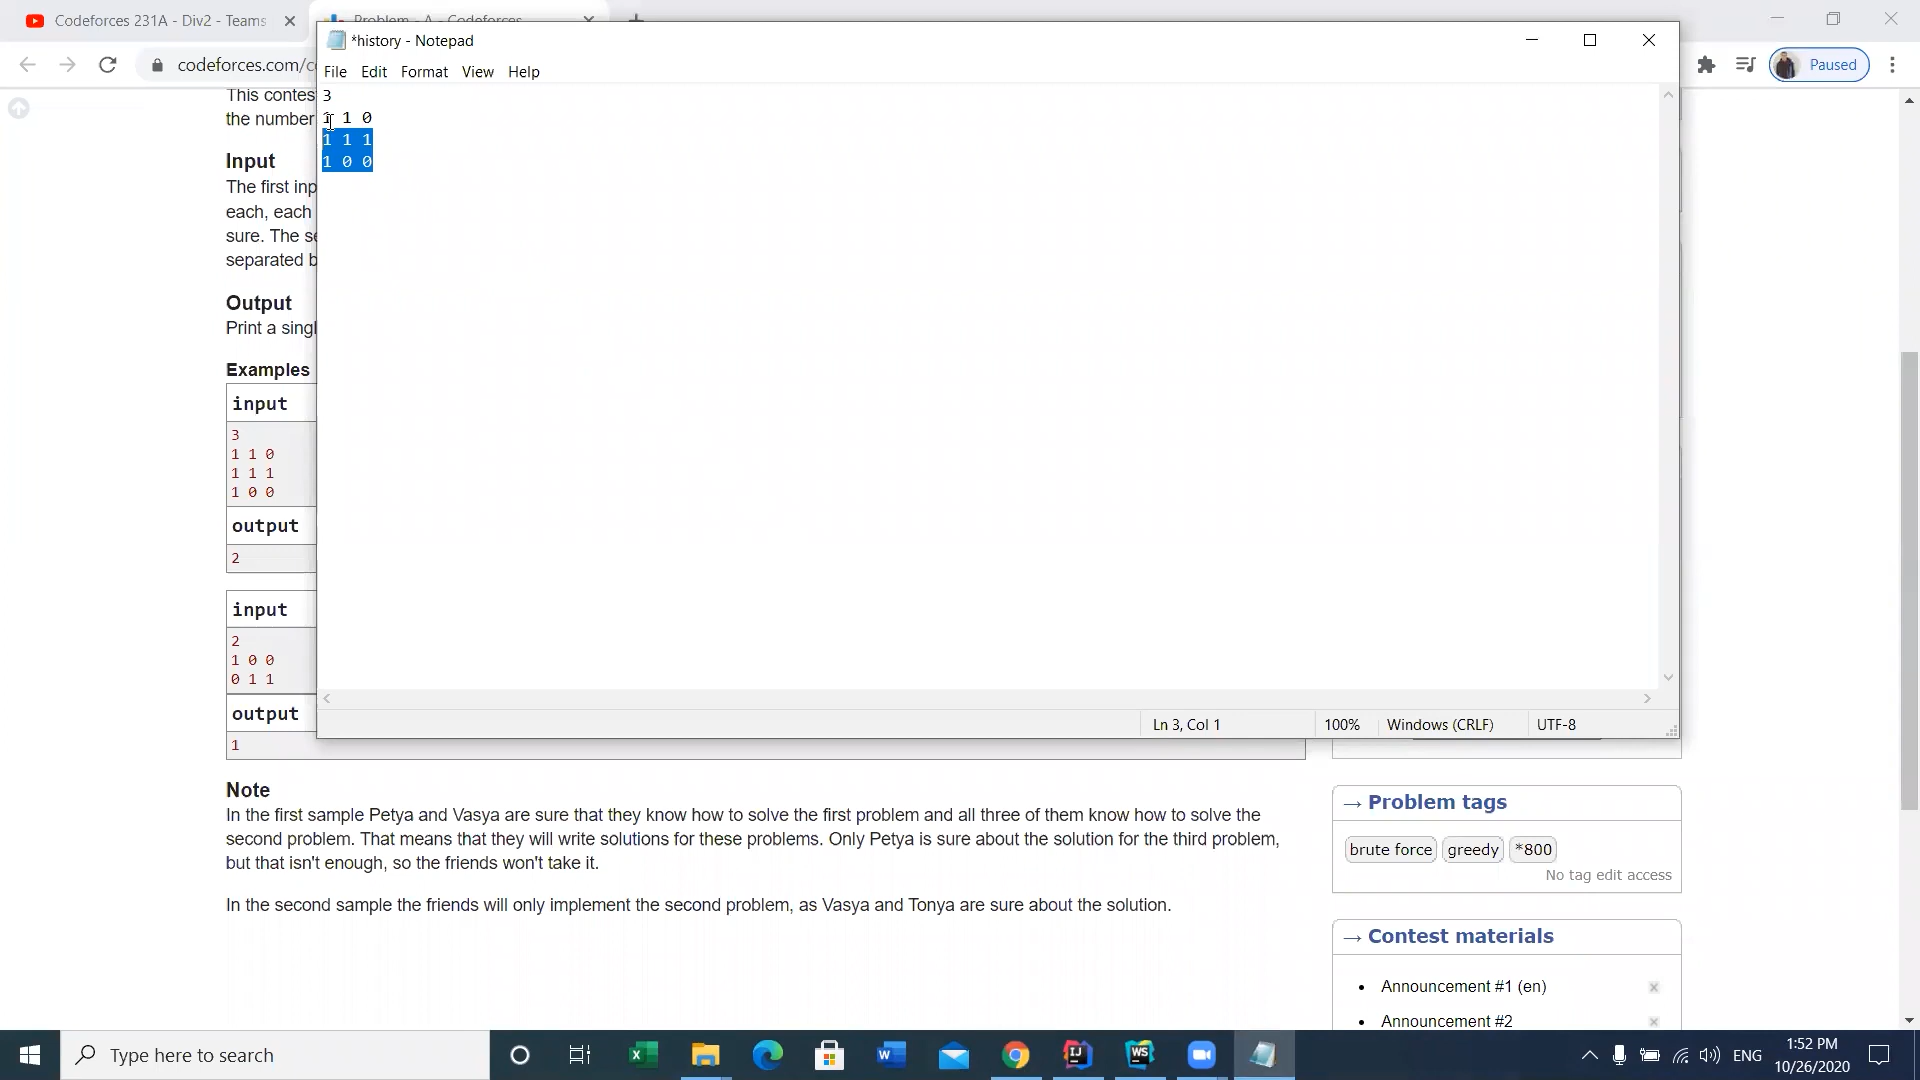 Codeforces 231A - Div2 - Teams
Problem - A - Codeforces
codeforces.com/c
Paused
*history - Notepad
File Edit Format View Help
3
1 1 0
1 1 1
1 0 0
Ln 3, Col 1
100%
Windows (CRLF)
UTF-8
This contes
the number
Input
The first inp
each, each
sure. The se
separated b
Output
Print a singl
Examples
input
3
1 1 0
1 1 1
1 0 0
output
2
input
2
1 0 0
0 1 1
output
1
Note
In the first sample Petya and Vasya are sure that they know how to solve the first problem and all three of them know how to solve the
second problem. That means that they will write solutions for these problems. Only Petya is sure about the solution for the third problem,
but that isn't enough, so the friends won't take it.
In the second sample the friends will only implement the second problem, as Vasya and Tonya are sure about the solution.
→ Problem tags
brute force greedy *800
No tag edit access
→ Contest materials
• Announcement #1 (en)
• Announcement #2
Type here to search
ENG
1:52 PM
10/26/2020